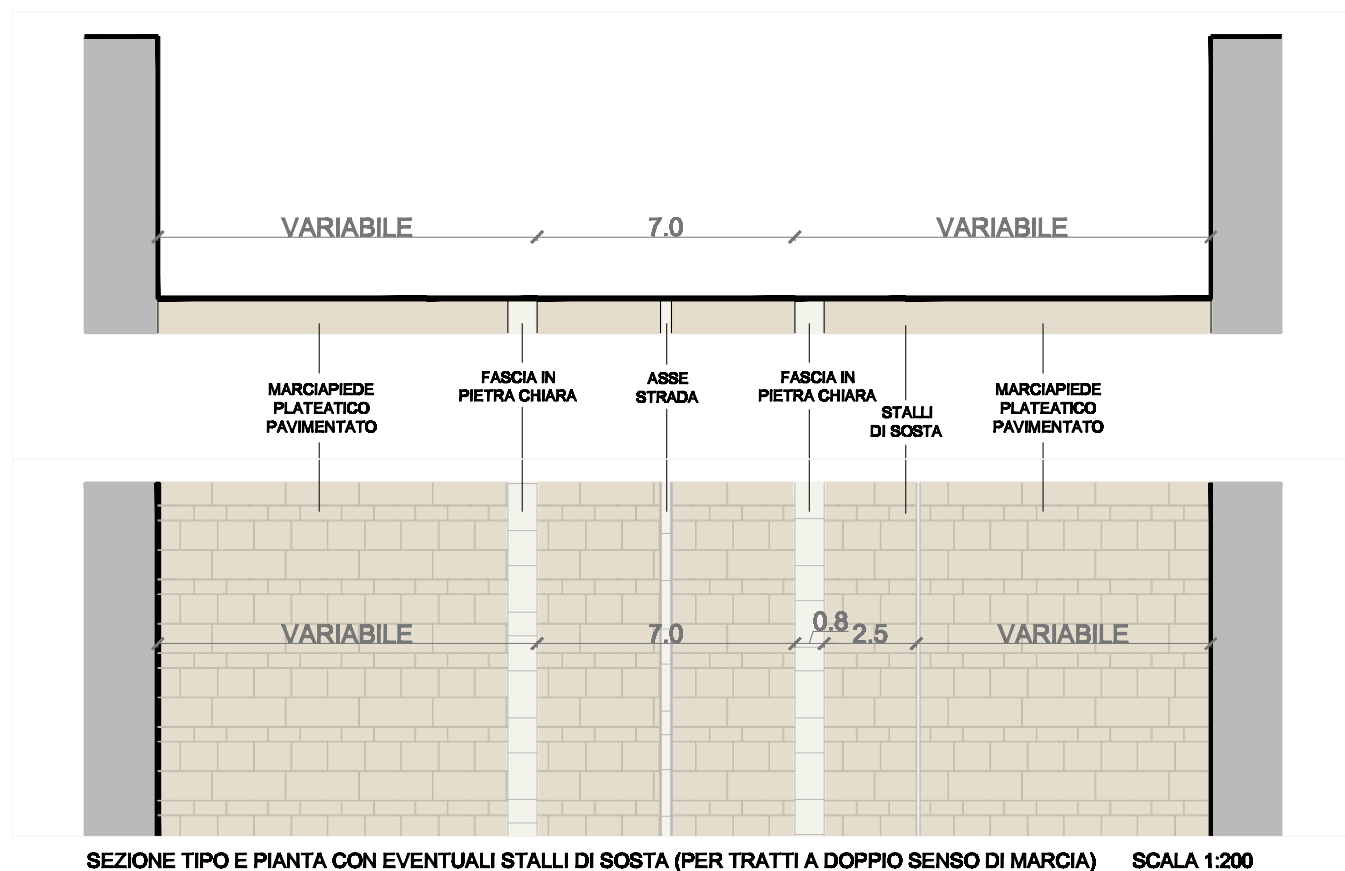 VARIABILE 7.0 VARIABILE
MARCIAPIEDE
PLATEATICO
PAVIMENTATO
FASCIA IN
PIETRA CHIARA
ASSE
STRADA
FASCIA IN
PIETRA CHIARA
STALLI
DI SOSTA
MARCIAPIEDE
PLATEATICO
PAVIMENTATO
VARIABILE 7.0 0.8 2.5 VARIABILE
SEZIONE TIPO E PIANTA CON EVENTUALI STALLI DI SOSTA (PER TRATTI A DOPPIO SENSO DI MARCIA) SCALA 1:200